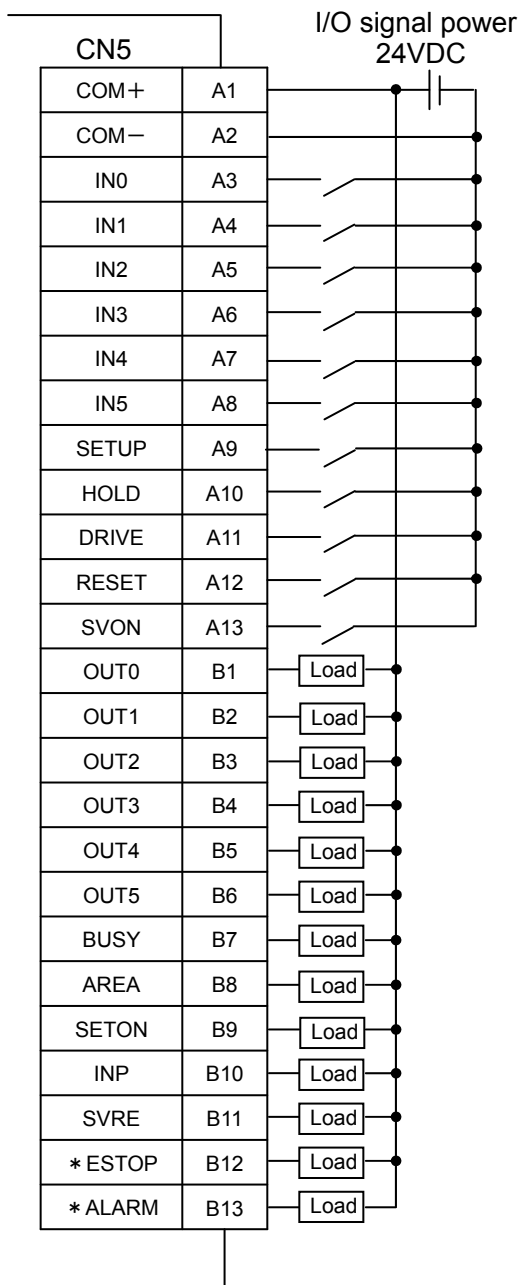 I/O signal power
24VDC
CN5
COM＋ A1
COM－ A2
IN0 A3
IN1 A4
IN2 A5
IN3 A6
IN4 A7
IN5 A8
SETUP A9
HOLD A10
DRIVE A11
RESET A12
SVON A13
OUT0 B1 Load
OUT1 B2 Load
OUT2 B3 Load
OUT3 B4 Load
OUT4 B5 Load
OUT5 B6 Load
BUSY B7 Load
AREA B8 Load
SETON B9 Load
INP B10 Load
SVRE B11 Load
*ESTOP B12 Load
*ALARM B13 Load